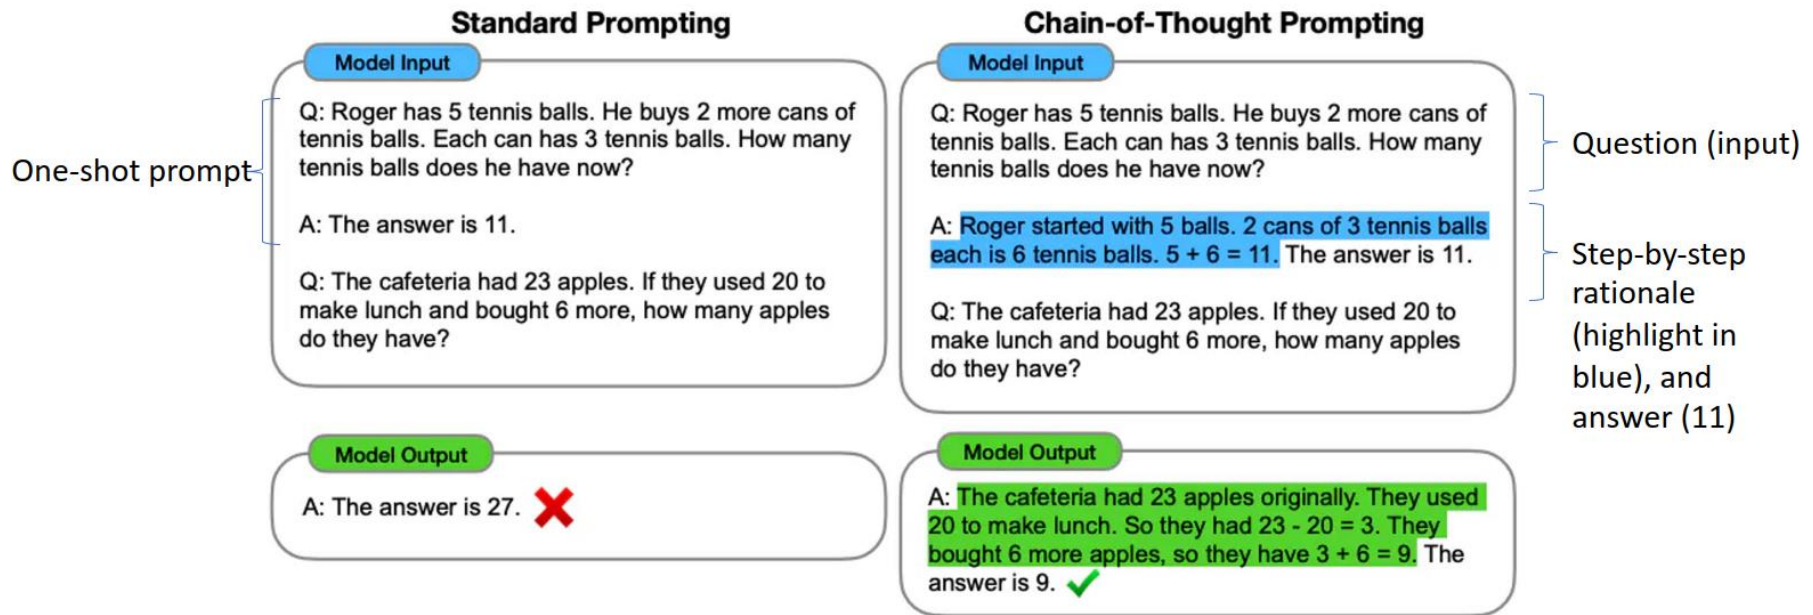 Standard Prompting
Model Input
One-shot prompt
Q: Roger has 5 tennis balls. He buys 2 more cans of
tennis balls. Each can has 3 tennis balls. How many
tennis balls does he have now?
A: The answer is 11.
Q: The cafeteria had 23 apples. If they used 20 to
make lunch and bought 6 more, how many apples
do they have?
Model Output
A: The answer is 27.
Chain-of-Thought Prompting
Model Input
Q: Roger has 5 tennis balls. He buys 2 more cans of
tennis balls. Each can has 3 tennis balls. How many
tennis balls does he have now?
A: Roger started with 5 balls. 2 cans of 3 tennis balls
each is 6 tennis balls. 5 + 6 = 11. The answer is 11.
Q: The cafeteria had 23 apples. If they used 20 to
make lunch and bought 6 more, how many apples
do they have?
Model Output
A: The cafeteria had 23 apples originally. They used
20 to make lunch. So they had 23 - 20 = 3. They
bought 6 more apples, so they have 3 + 6 = 9. The
answer is 9.
Question (input)
Step-by-step
rationale
(highlight in
blue), and
answer (11)